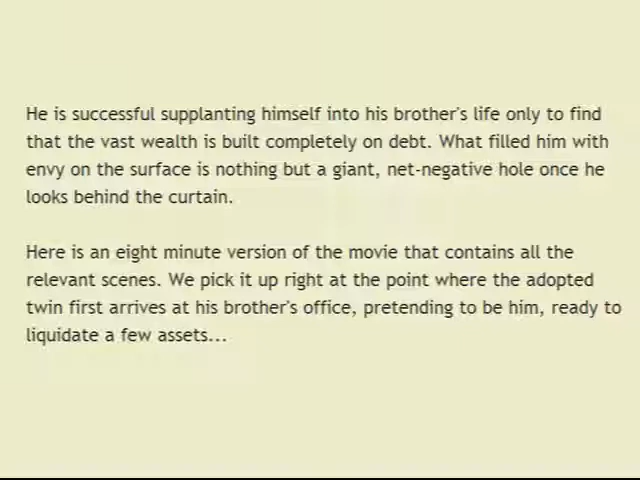 He is successful supplanting himself into his brother's life only to find
that the vast wealth is built completely on debt. What filled him with
envy on the surface is nothing but a giant, net-negative hole once he
looks behind the curtain.
Here is an eight minute version of the movie that contains all the
relevant scenes. We pick it up right at the point where the adopted
twin first arrives at his brother's office, pretending to be him, ready to
liquidate a few assets...